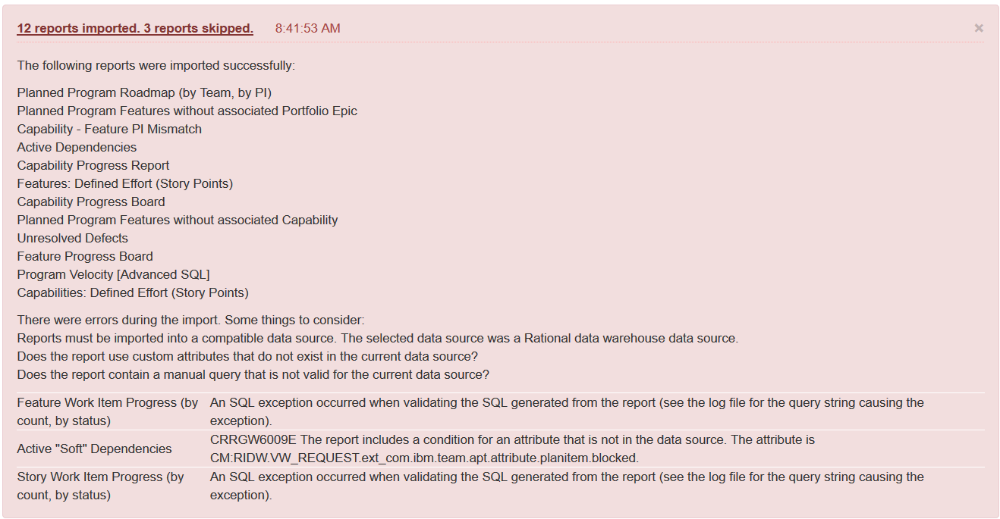 12 reports imported. 3 reports skipped. 8:41:53 AM ×
The following reports were imported successfully:
Planned Program Roadmap (by Team, by PI)
Planned Program Features without associated Portfolio Epic
Capability - Feature PI Mismatch
Active Dependencies
Capability Progress Report
Features: Defined Effort (Story Points)
Capability Progress Board
Planned Program Features without associated Capability
Unresolved Defects
Feature Progress Board
Program Velocity [Advanced SQL]
Capabilities: Defined Effort (Story Points)
There were errors during the import. Some things to consider:
Reports must be imported into a compatible data source. The selected data source was a Rational data warehouse data source.
Does the report use custom attributes that do not exist in the current data source?
Does the report contain a manual query that is not valid for the current data source?
Feature Work Item Progress (by
count, by status)
An SQL exception occurred when validating the SQL generated from the report (see the log file for the query string causing the
exception).
Active "Soft" Dependencies
CRRGW6009E The report includes a condition for an attribute that is not in the data source. The attribute is
CM:RIDW.VW_REQUEST.ext_com.ibm.team.apt.attribute.planitem.blocked.
Story Work Item Progress (by
count, by status)
An SQL exception occurred when validating the SQL generated from the report (see the log file for the query string causing the
exception).